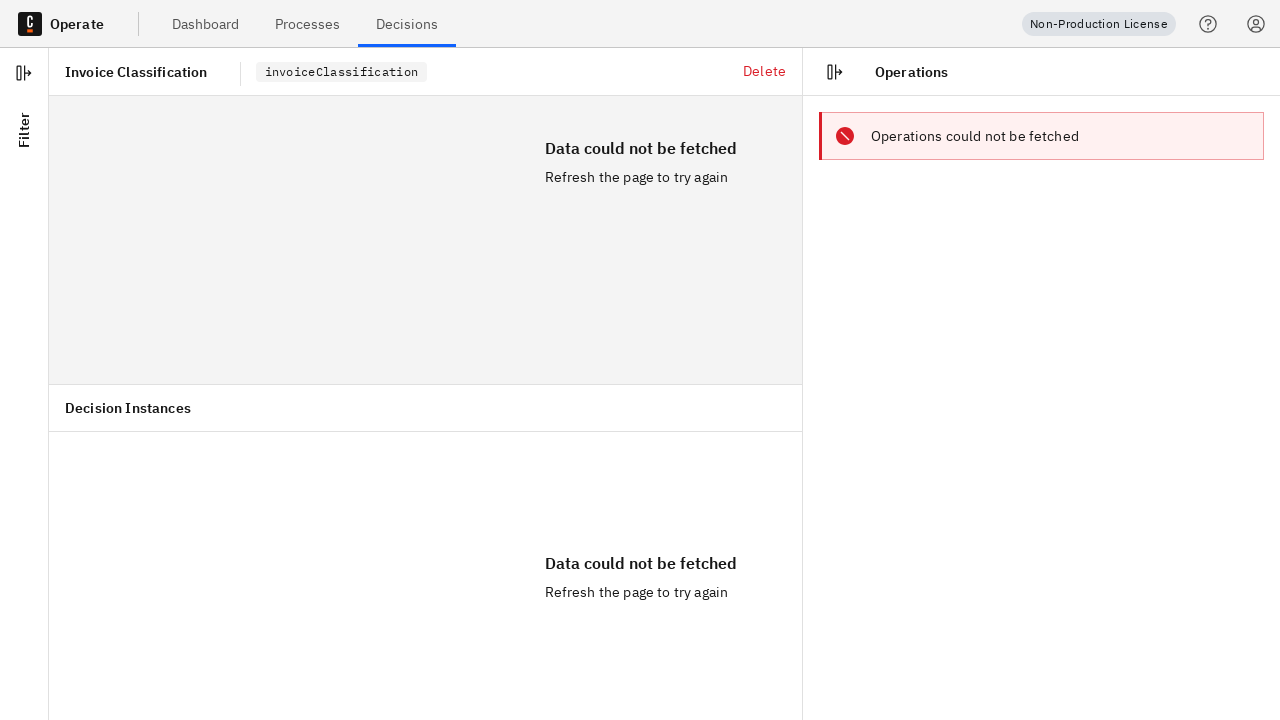 Operate
Dashboard
Processes
Decisions
Non-Production License
Filter
Invoice Classification
invoiceClassification
Delete
Operations
Data could not be fetched
Refresh the page to try again
Operations could not be fetched
Decision Instances
Data could not be fetched
Refresh the page to try again